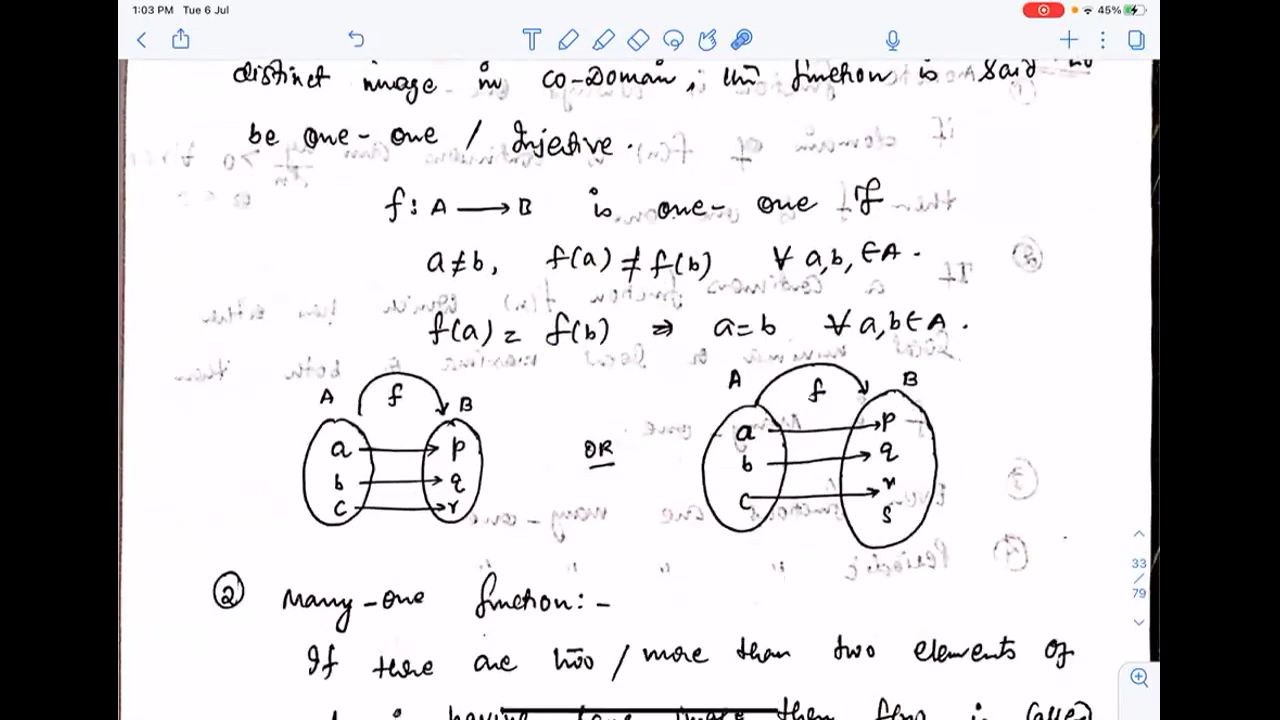 1:03 PM Tue 6 Jul 45%
distinct image in co-Domain, the function is said to
be one-one / Injective.
f: A → B is one-one if
a≠b, f(a) ≠ f(b) ∀ a,b, ∈A.
f(a) = f(b) ⇒ a=b ∀ a,b∈A.
A f B
a p
b q
c r
OR
A f B
a p
b q
c r
s
② Many-one function:-
If there are two / more than two elements of
33
/
79